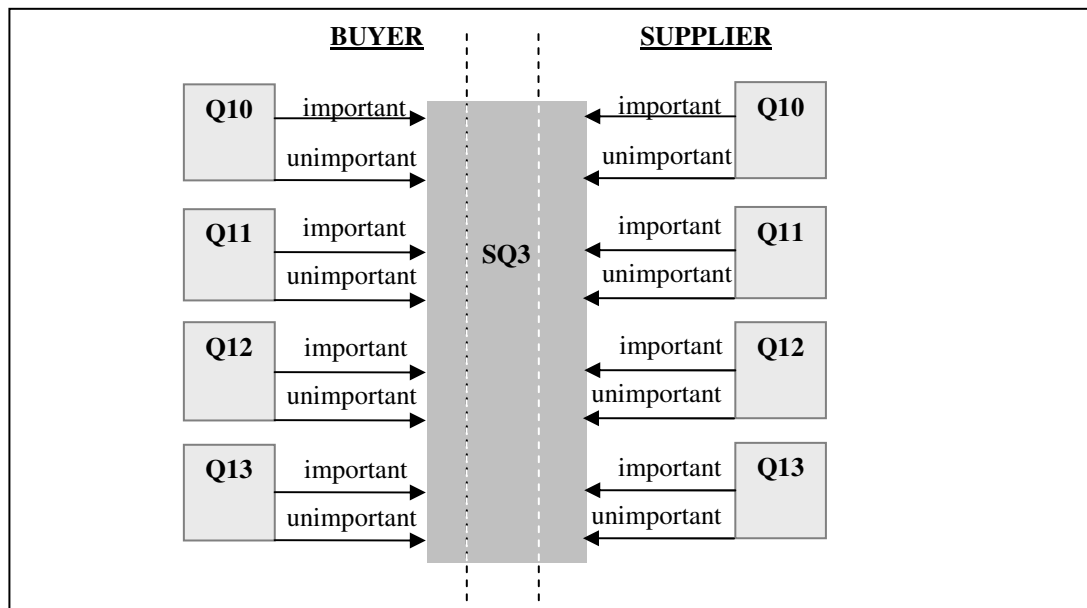 BUYER SUPPLIER
Q10 important important Q10
unimportant unimportant
Q11 important important Q11
SQ3
unimportant unimportant
Q12 important important Q12
unimportant unimportant
Q13 important important Q13
unimportant unimportant